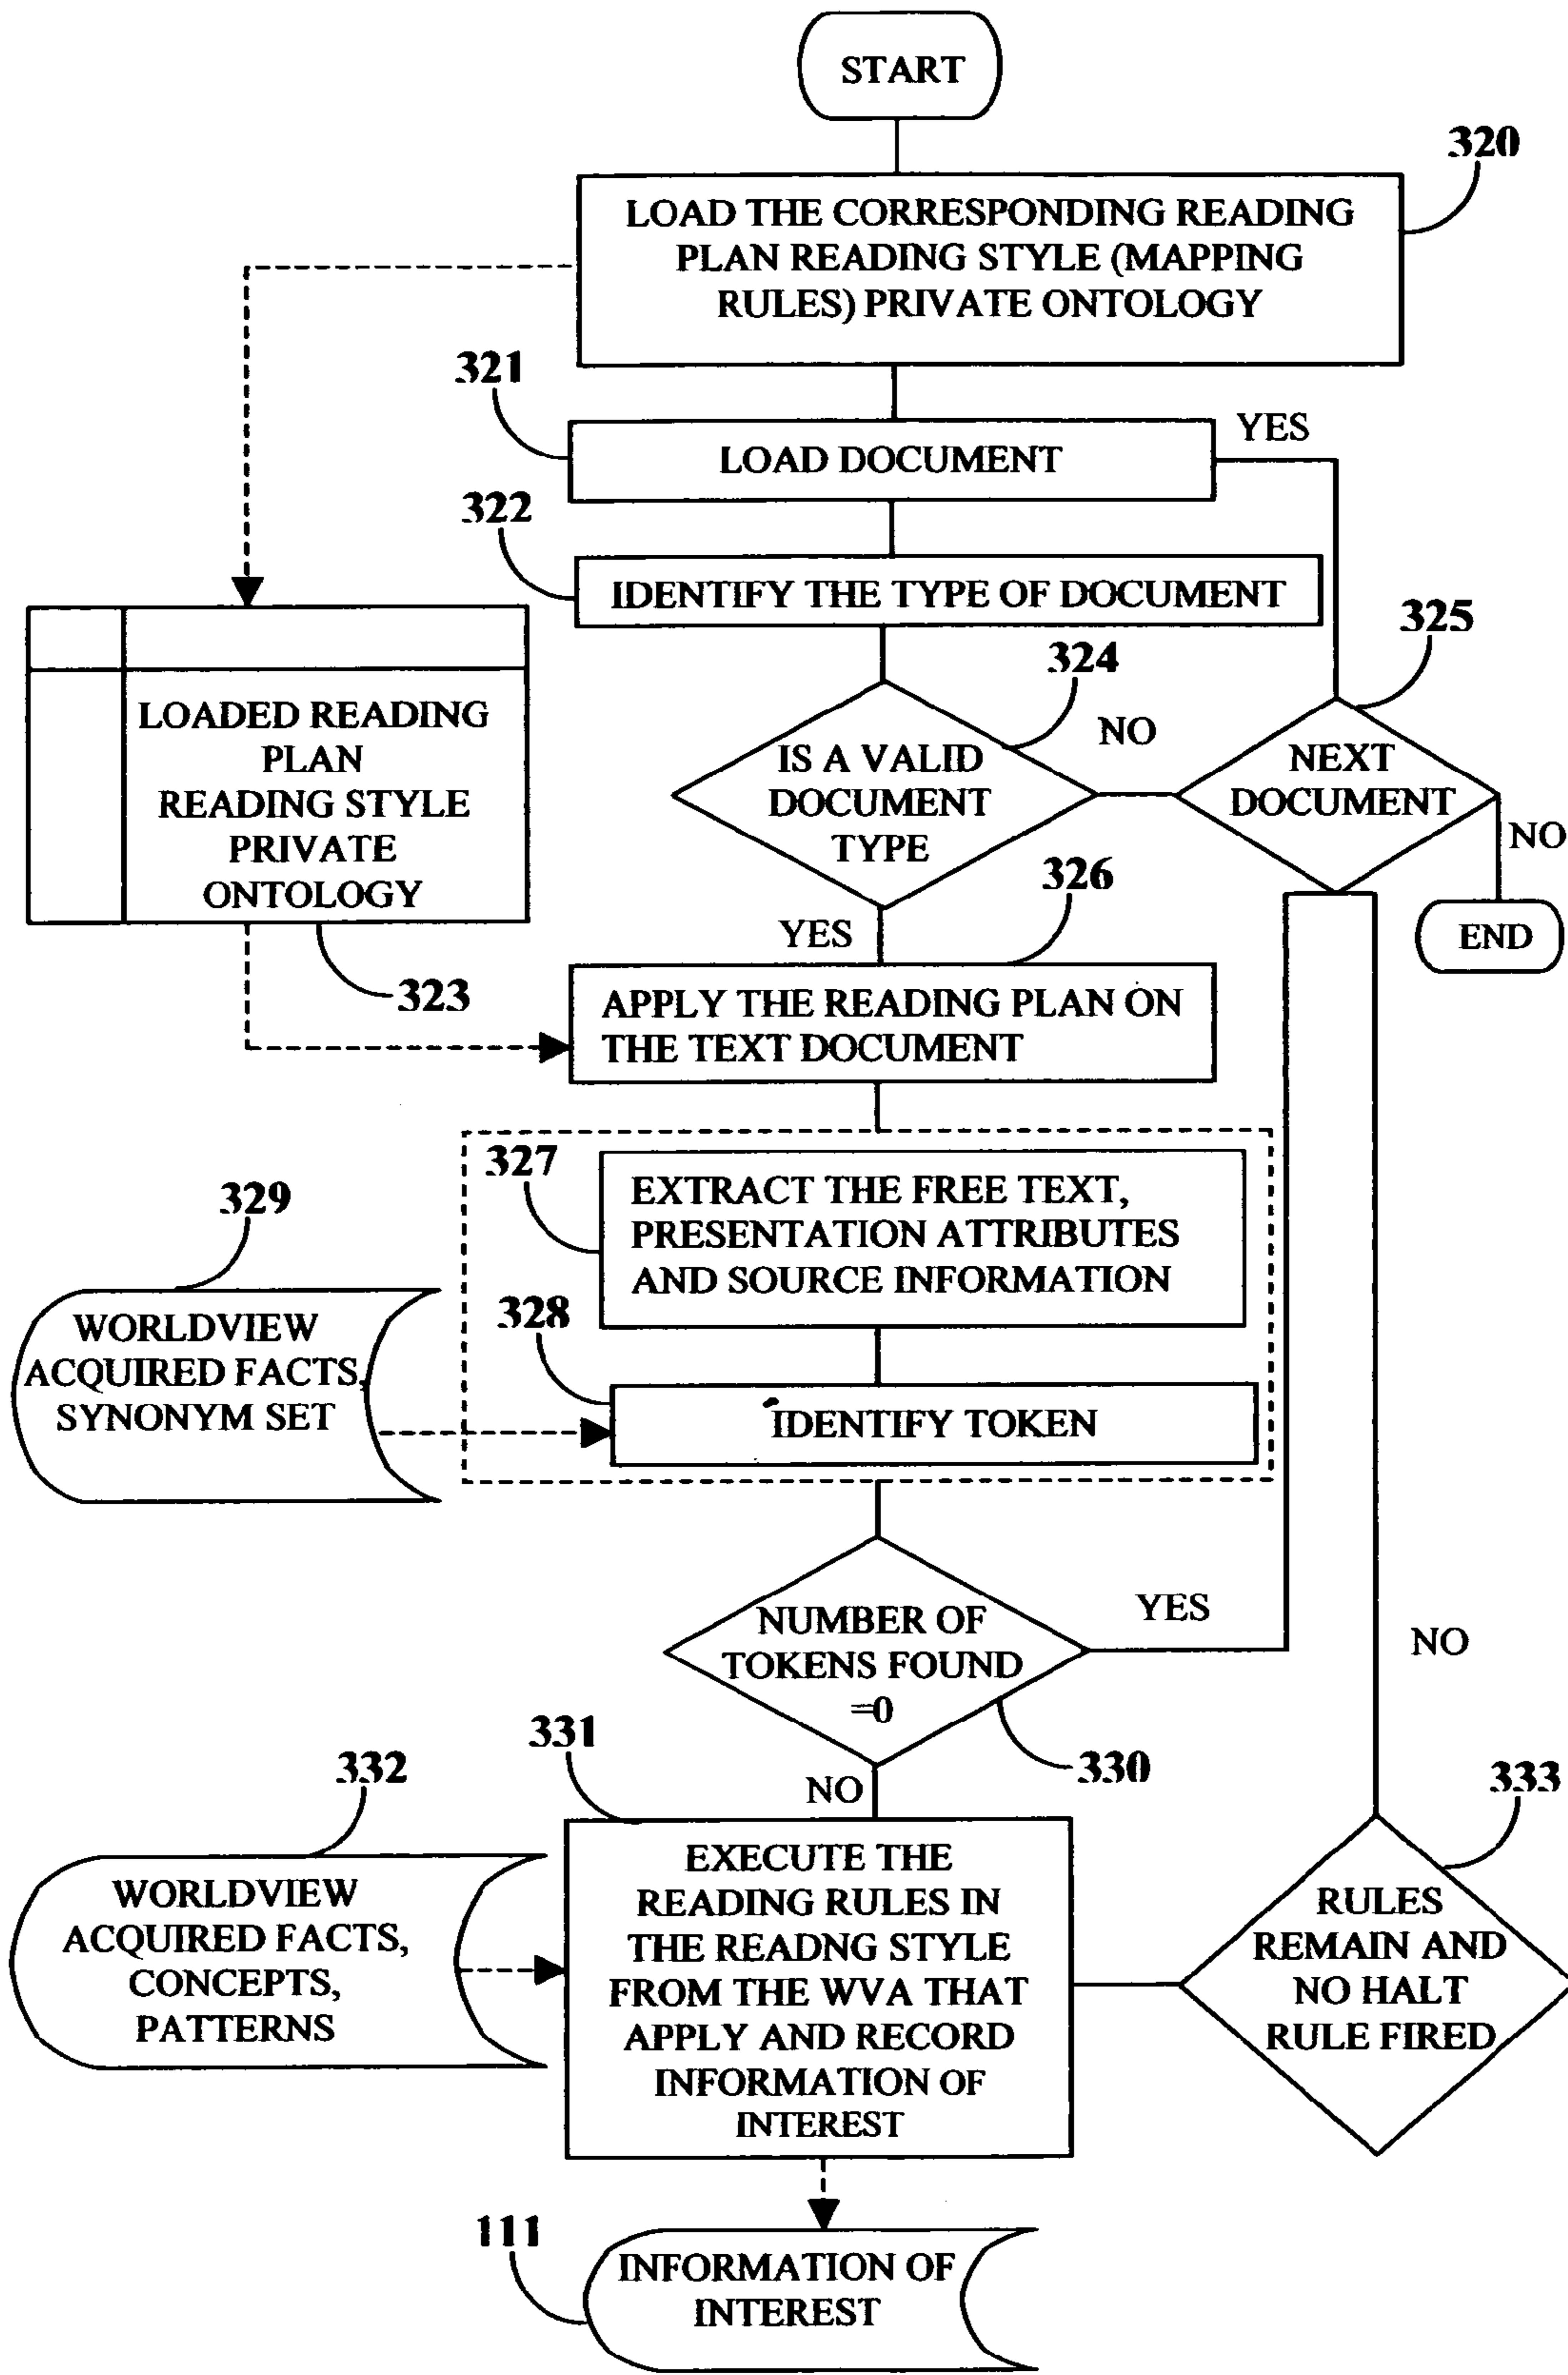 START
320
LOAD THE CORRESPONDING READING
PLAN READING STYLE (MAPPING
RULES) PRIVATE ONTOLOGY
321
LOAD DOCUMENT
YES
322
IDENTIFY THE TYPE OF DOCUMENT
325
324
LOADED READING
PLAN
READING STYLE
PRIVATE
ONTOLOGY
323
IS A VALID
DOCUMENT
TYPE
NO
NEXT
DOCUMENT
NO
END
YES
326
APPLY THE READING PLAN ON
THE TEXT DOCUMENT
327
EXTRACT THE FREE TEXT,
PRESENTATION ATTRIBUTES
AND SOURCE INFORMATION
329
WORLDVIEW
ACQUIRED FACTS,
SYNONYM SET
328
IDENTIFY TOKEN
NUMBER OF
TOKENS FOUND
=0
YES
NO
330
NO
331
332
WORLDVIEW
ACQUIRED FACTS,
CONCEPTS,
PATTERNS
EXECUTE THE
READING RULES IN
THE READNG STYLE
FROM THE WVA THAT
APPLY AND RECORD
INFORMATION OF
INTEREST
333
RULES
REMAIN AND
NO HALT
RULE FIRED
111
INFORMATION OF
INTEREST